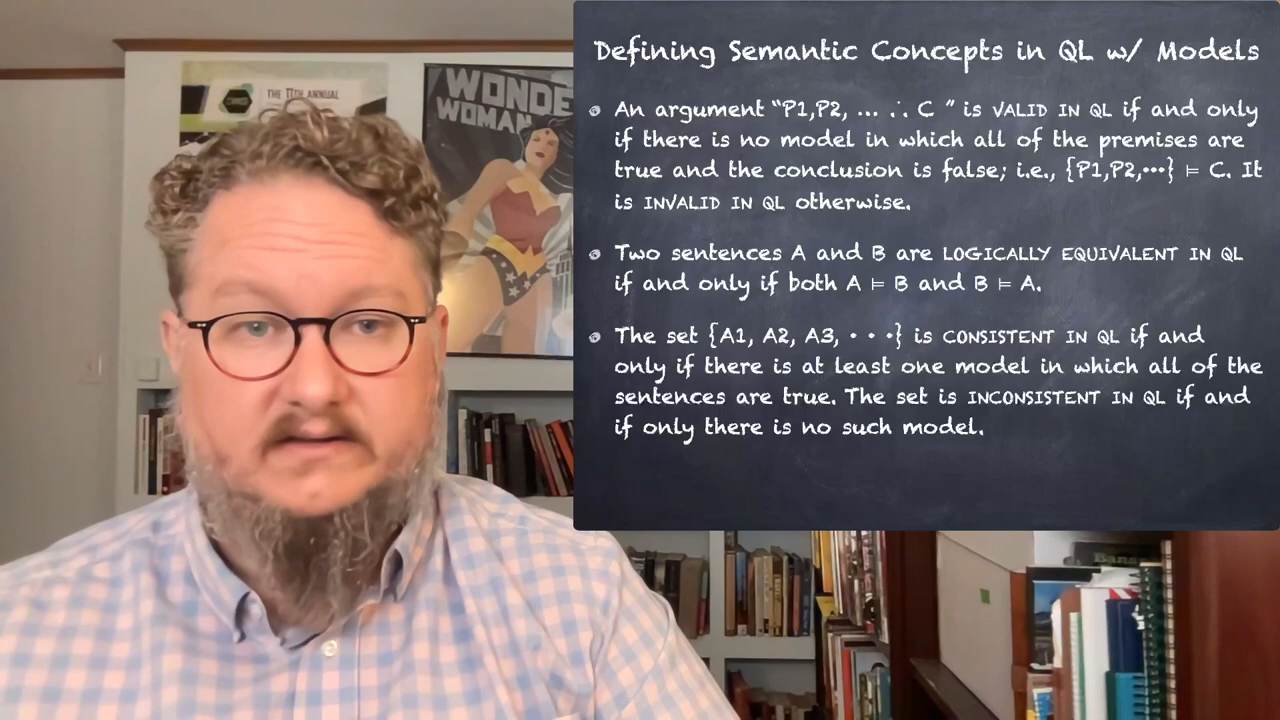 Defining Semantic Concepts in QL w/ Models
An argument “P1,P2, ... ∴ C ” is VALID IN QL if and only
if there is no model in which all of the premises are
true and the conclusion is false; i.e., {P1,P2,···} ⊨ C. It
is INVALID IN QL otherwise.
Two sentences A and B are LOGICALLY EQUIVALENT IN QL
if and only if both A ⊨ B and B ⊨ A.
The set {A1, A2, A3, · · ·} is CONSISTENT IN QL if and
only if there is at least one model in which all of the
sentences are true. The set is INCONSISTENT IN QL if and
if only there is no such model.
THE 11TH ANNUAL
WONDE
WOMAN